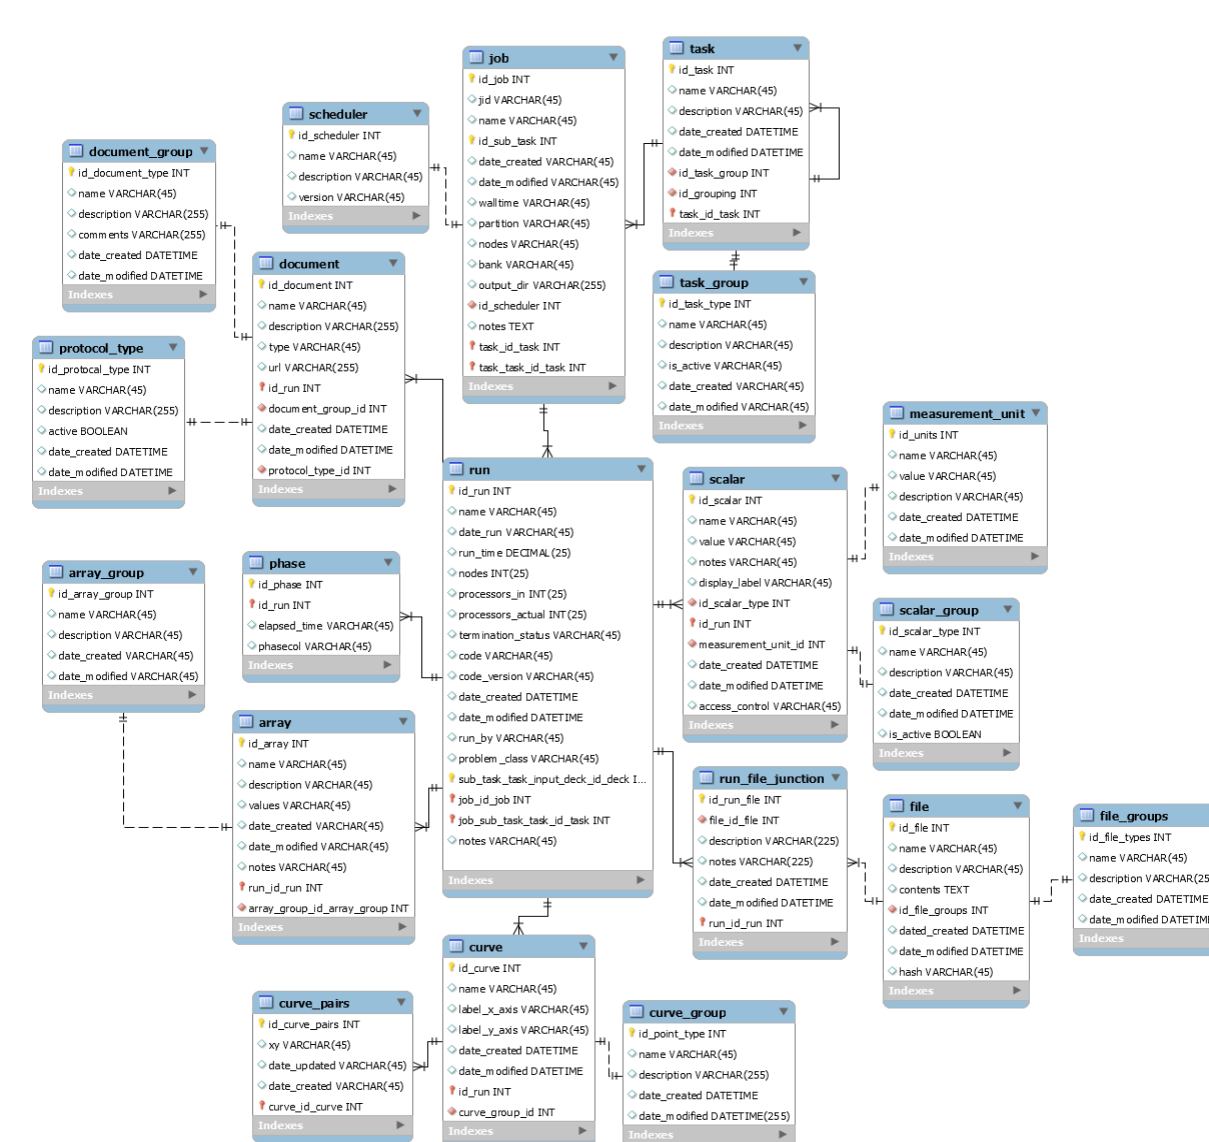 job
id_job INT
jid VARCHAR(45)
name VARCHAR(45)
id_sub_task INT
date_created VARCHAR(45)
date_modified VARCHAR(45)
walltime VARCHAR(45)
partition VARCHAR(45)
nodes VARCHAR(45)
bank VARCHAR(45)
output_dir VARCHAR(255)
id_scheduler INT
notes TEXT
task_id_task INT
task_task_id_task INT
Indexes
task
id_task INT
name VARCHAR(45)
description VARCHAR(45)
date_created DATETIME
date_modified DATETIME
id_task_group INT
id_grouping INT
task_id_task INT
Indexes
scheduler
id_scheduler INT
name VARCHAR(45)
description VARCHAR(45)
version VARCHAR(45)
Indexes
document_group
id_document_type INT
name VARCHAR(45)
description VARCHAR(255)
comments VARCHAR(255)
date_created DATETIME
date_modified DATETIME
Indexes
document
id_document INT
name VARCHAR(45)
description VARCHAR(255)
type VARCHAR(45)
url VARCHAR(255)
id_run INT
document_group_id INT
date_created DATETIME
date_modified DATETIME
protocol_type_id INT
Indexes
task_group
id_task_type INT
name VARCHAR(45)
description VARCHAR(45)
is_active VARCHAR(45)
date_created VARCHAR(45)
date_modified VARCHAR(45)
Indexes
protocol_type
id_protocal_type INT
name VARCHAR(45)
description VARCHAR(255)
active BOOLEAN
date_created DATETIME
date_modified DATETIME
Indexes
measurement_unit
id_units INT
name VARCHAR(45)
value VARCHAR(45)
description VARCHAR(45)
date_created DATETIME
date_modified DATETIME
Indexes
run
id_run INT
name VARCHAR(45)
date_run VARCHAR(45)
run_time DECIMAL(25)
nodes INT(25)
processors_in INT(25)
processors_actual INT(25)
termination_status VARCHAR(45)
code VARCHAR(45)
code_version VARCHAR(45)
date_created DATETIME
date_modified DATETIME
run_by VARCHAR(45)
problem_class VARCHAR(45)
sub_task_task_input_deck_id_deck I...
job_id_job INT
job_sub_task_task_id_task INT
notes VARCHAR(45)
Indexes
scalar
id_scalar INT
name VARCHAR(45)
value VARCHAR(45)
notes VARCHAR(45)
display_label VARCHAR(45)
id_scalar_type INT
id_run INT
measurement_unit_id INT
date_created DATETIME
date_modified DATETIME
access_control VARCHAR(45)
Indexes
phase
id_phase INT
id_run INT
elapsed_time VARCHAR(45)
phasecol VARCHAR(45)
Indexes
array_group
id_array_group INT
name VARCHAR(45)
description VARCHAR(45)
date_created VARCHAR(45)
date_modified VARCHAR(45)
Indexes
scalar_group
id_scalar_type INT
name VARCHAR(45)
description VARCHAR(45)
date_created DATETIME
date_modified DATETIME
is_active BOOLEAN
Indexes
array
id_array INT
name VARCHAR(45)
description VARCHAR(45)
values VARCHAR(45)
date_created VARCHAR(45)
date_modified VARCHAR(45)
notes VARCHAR(45)
run_id_run INT
array_group_id_array_group INT
Indexes
run_file_junction
id_run_file INT
file_id_file INT
description VARCHAR(225)
notes VARCHAR(225)
date_created DATETIME
date_modified DATETIME
run_id_run INT
Indexes
file
id_file INT
name VARCHAR(45)
description VARCHAR(45)
contents TEXT
id_file_groups INT
dated_created DATETIME
date_modified DATETIME
hash VARCHAR(45)
Indexes
file_groups
id_file_types INT
name VARCHAR(45)
description VARCHAR(25
date_created DATETIME
date_modified DATETIME
Indexes
curve
id_curve INT
name VARCHAR(45)
label_x_axis VARCHAR(45)
label_y_axis VARCHAR(45)
date_created DATETIME
date_modified DATETIME
id_run INT
curve_group_id INT
Indexes
curve_pairs
id_curve_pairs INT
xy VARCHAR(45)
date_updated VARCHAR(45)
date_created VARCHAR(45)
curve_id_curve INT
Indexes
curve_group
id_point_type INT
name VARCHAR(45)
description VARCHAR(255)
date_created DATETIME
date_modified DATETIME(255)
Indexes